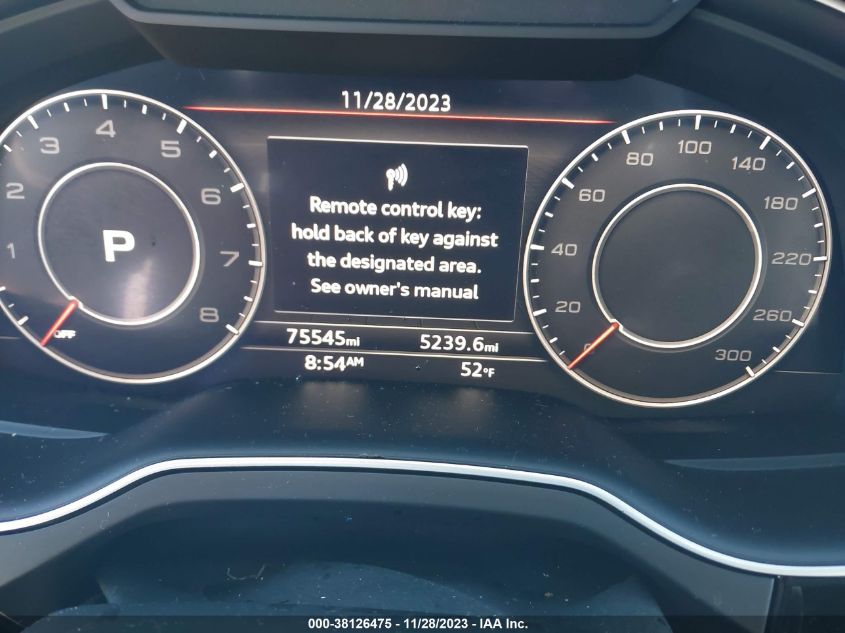 11/28/2023
Remote control key:
hold back of key against
the designated area.
See owner's manual
75545mi 5239.6mi
8:54AM 52°F
1
2
3
4
5
6
7
8
P
OFF
0
20
40
60
80
100
140
180
220
260
300
000-38126475 - 11/28/2023 - IAA Inc.